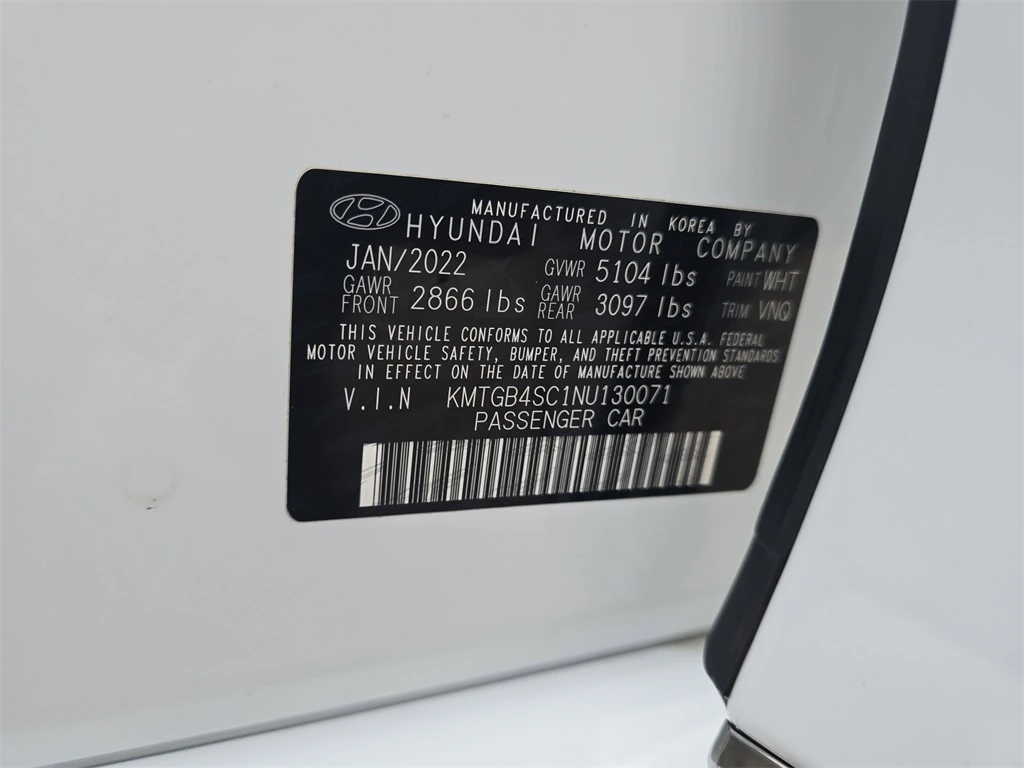 MANUFACTURED IN KOREA BY
HYUNDAI MOTOR COMPANY
JAN/2022 GVWR 5104 lbs PAINT WHT
GAWR FRONT 2866 lbs GAWR REAR 3097 lbs TRIM VNQ
THIS VEHICLE CONFORMS TO ALL APPLICABLE U.S.A. FEDERAL
MOTOR VEHICLE SAFETY, BUMPER, AND THEFT PREVENTION STANDARDS
IN EFFECT ON THE DATE OF MANUFACTURE SHOWN ABOVE
V.I.N KMTGB4SC1NU130071
PASSENGER CAR